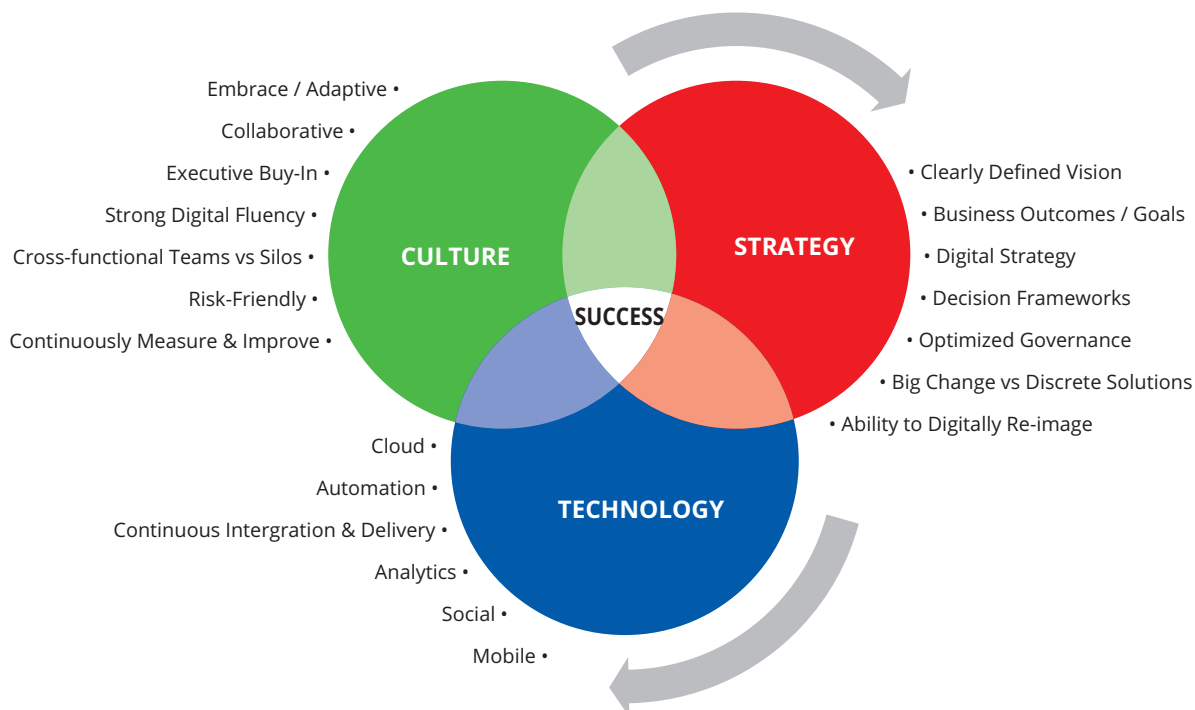 Embrace / Adaptive •
Collaborative •
Executive Buy-In •
Strong Digital Fluency •
Cross-functional Teams vs Silos •
Risk-Friendly •
Continuously Measure & Improve •
CULTURE
STRATEGY
SUCCESS
TECHNOLOGY
• Clearly Defined Vision
• Business Outcomes / Goals
• Digital Strategy
• Decision Frameworks
• Optimized Governance
• Big Change vs Discrete Solutions
• Ability to Digitally Re-image
Cloud •
Automation •
Continuous Intergration & Delivery •
Analytics •
Social •
Mobile •